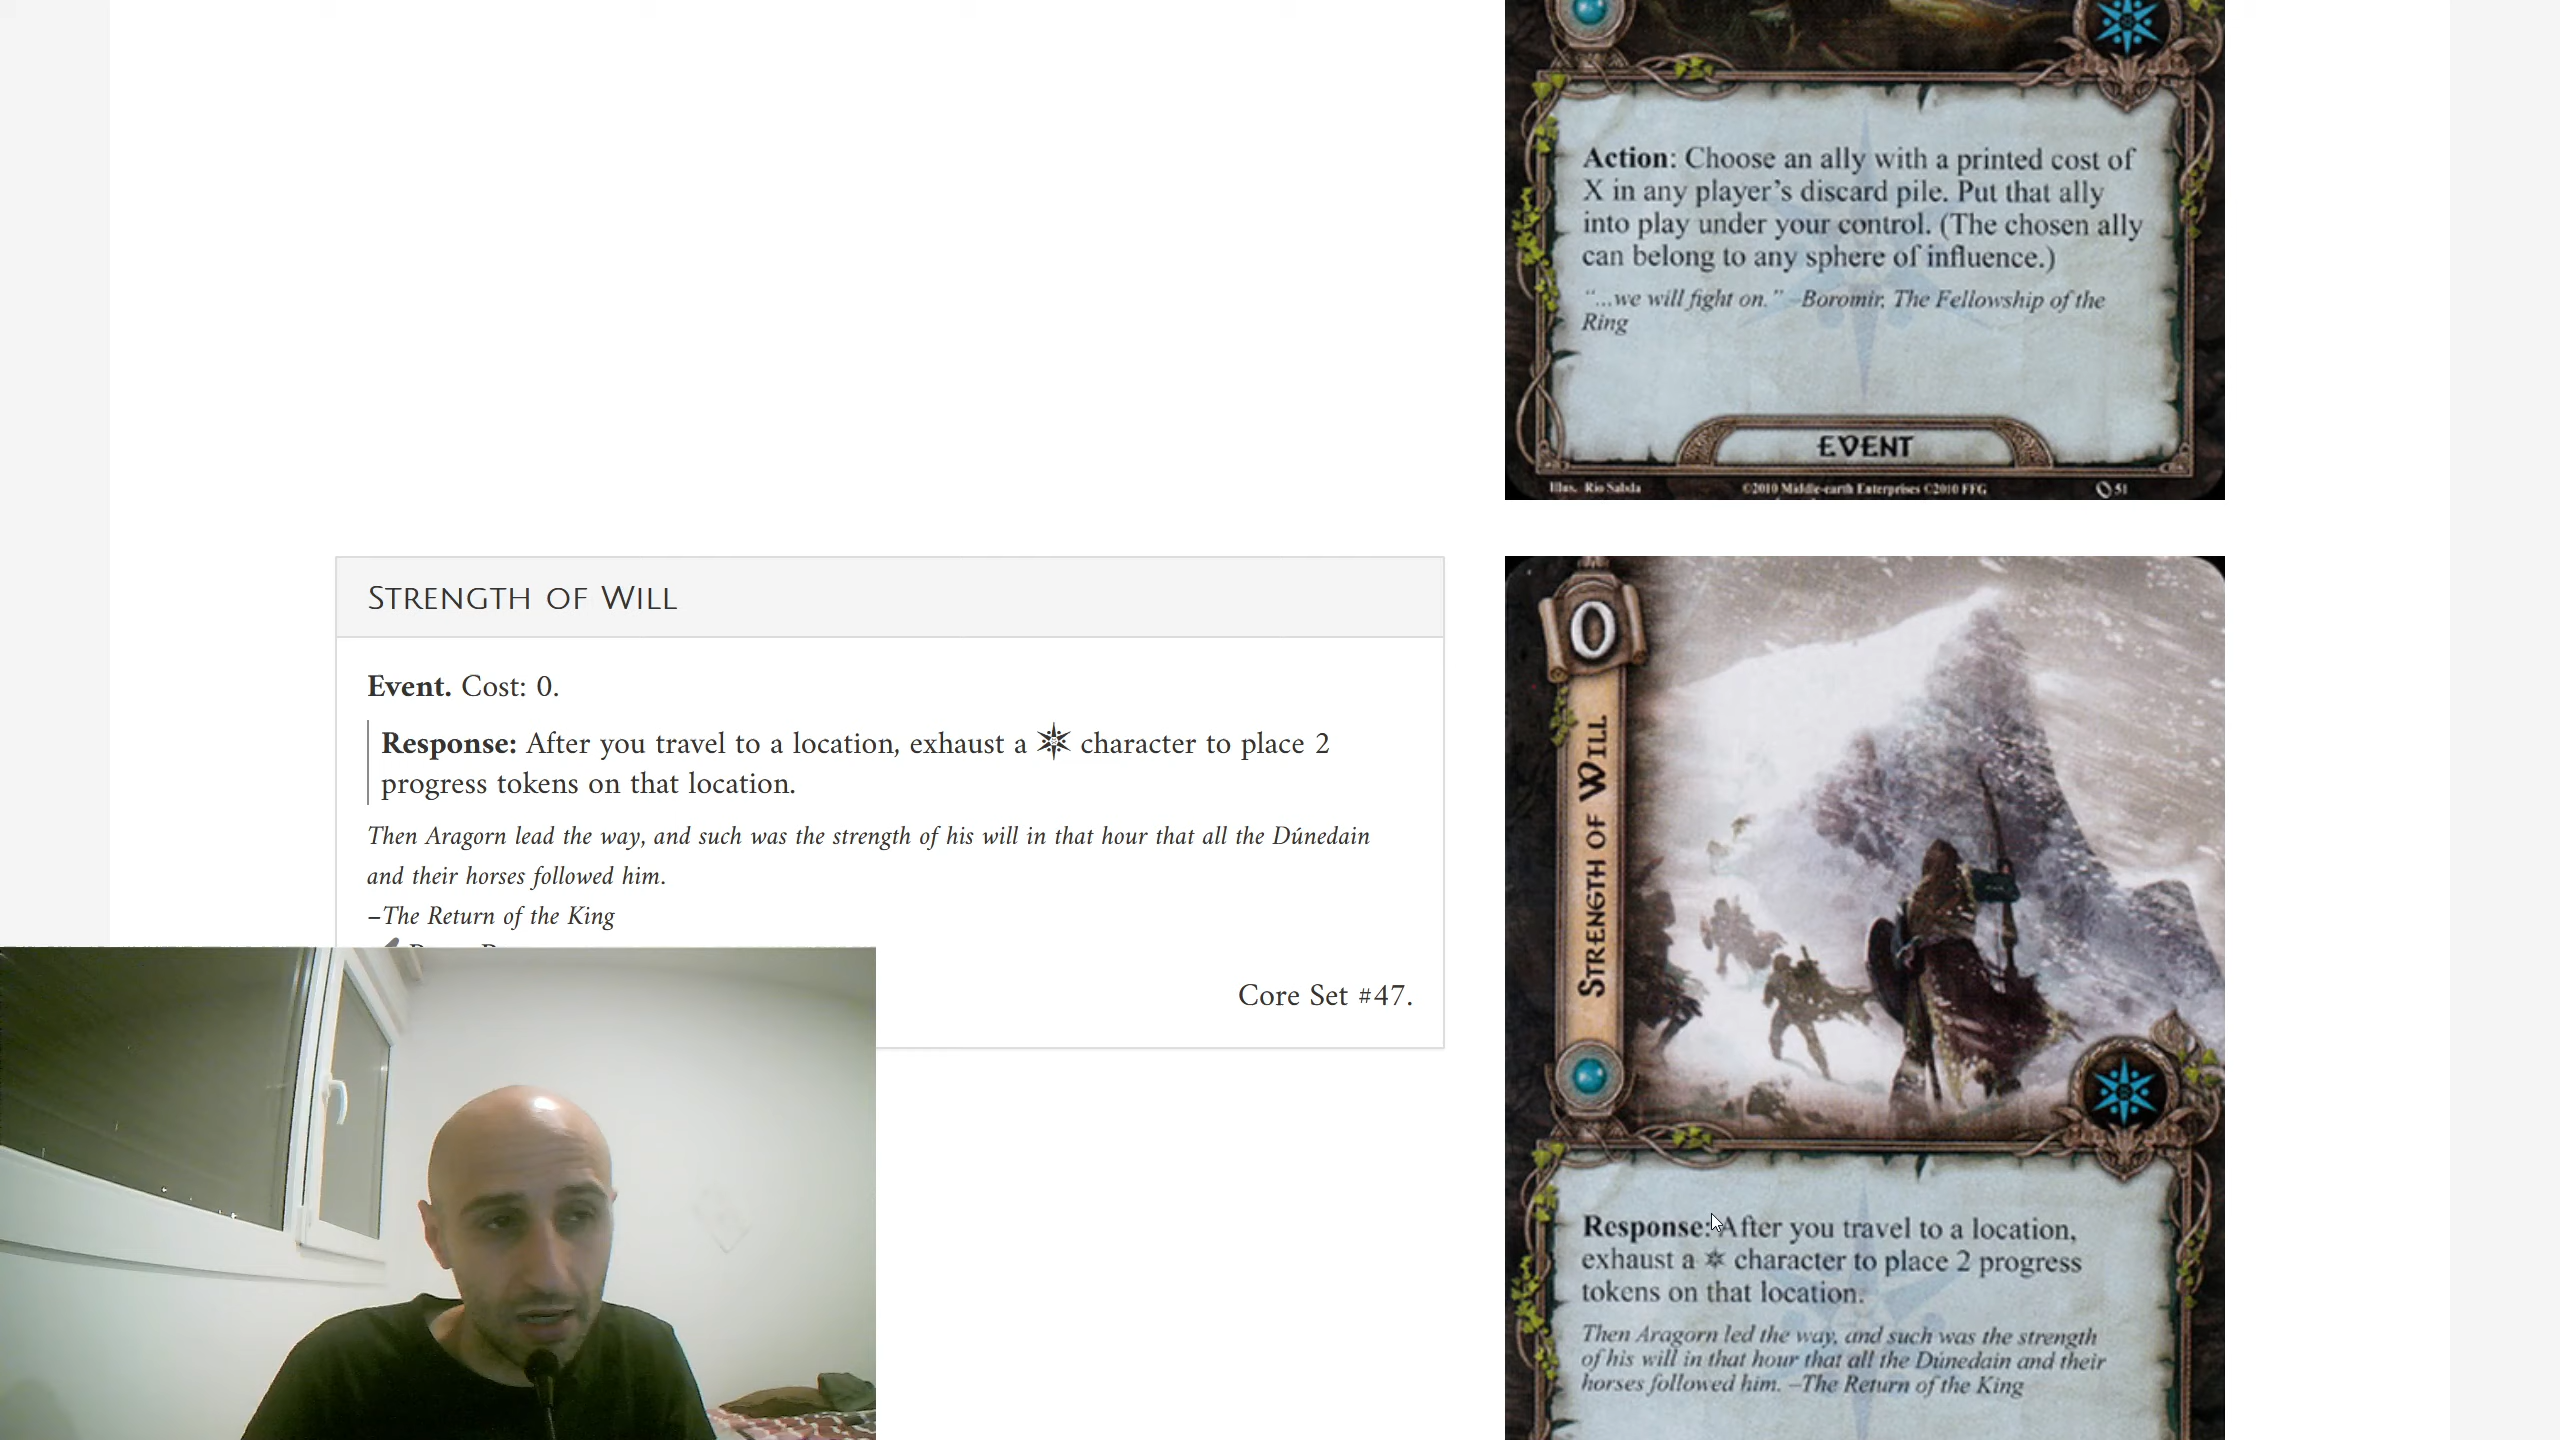 Action: Choose an ally with a printed cost of
X in any player's discard pile. Put that ally
into play under your control. (The chosen ally
can belong to any sphere of influence.)
"...we will fight on." –Boromir, The Fellowship of the
Ring
EVENT
Illus. Rio Sabda
©2010 Middle-earth Enterprises ©2010 FFG
51
STRENGTH OF WILL
Event. Cost: 0.
Response: After you travel to a location, exhaust a character to place 2
progress tokens on that location.
Then Aragorn lead the way, and such was the strength of his will in that hour that all the Dúnedain
and their horses followed him.
–The Return of the King
Core Set #47.
0
STRENGTH OF WILL
Response: After you travel to a location,
exhaust a character to place 2 progress
tokens on that location.
Then Aragorn led the way, and such was the strength
of his will in that hour that all the Dúnedain and their
horses followed him. –The Return of the King